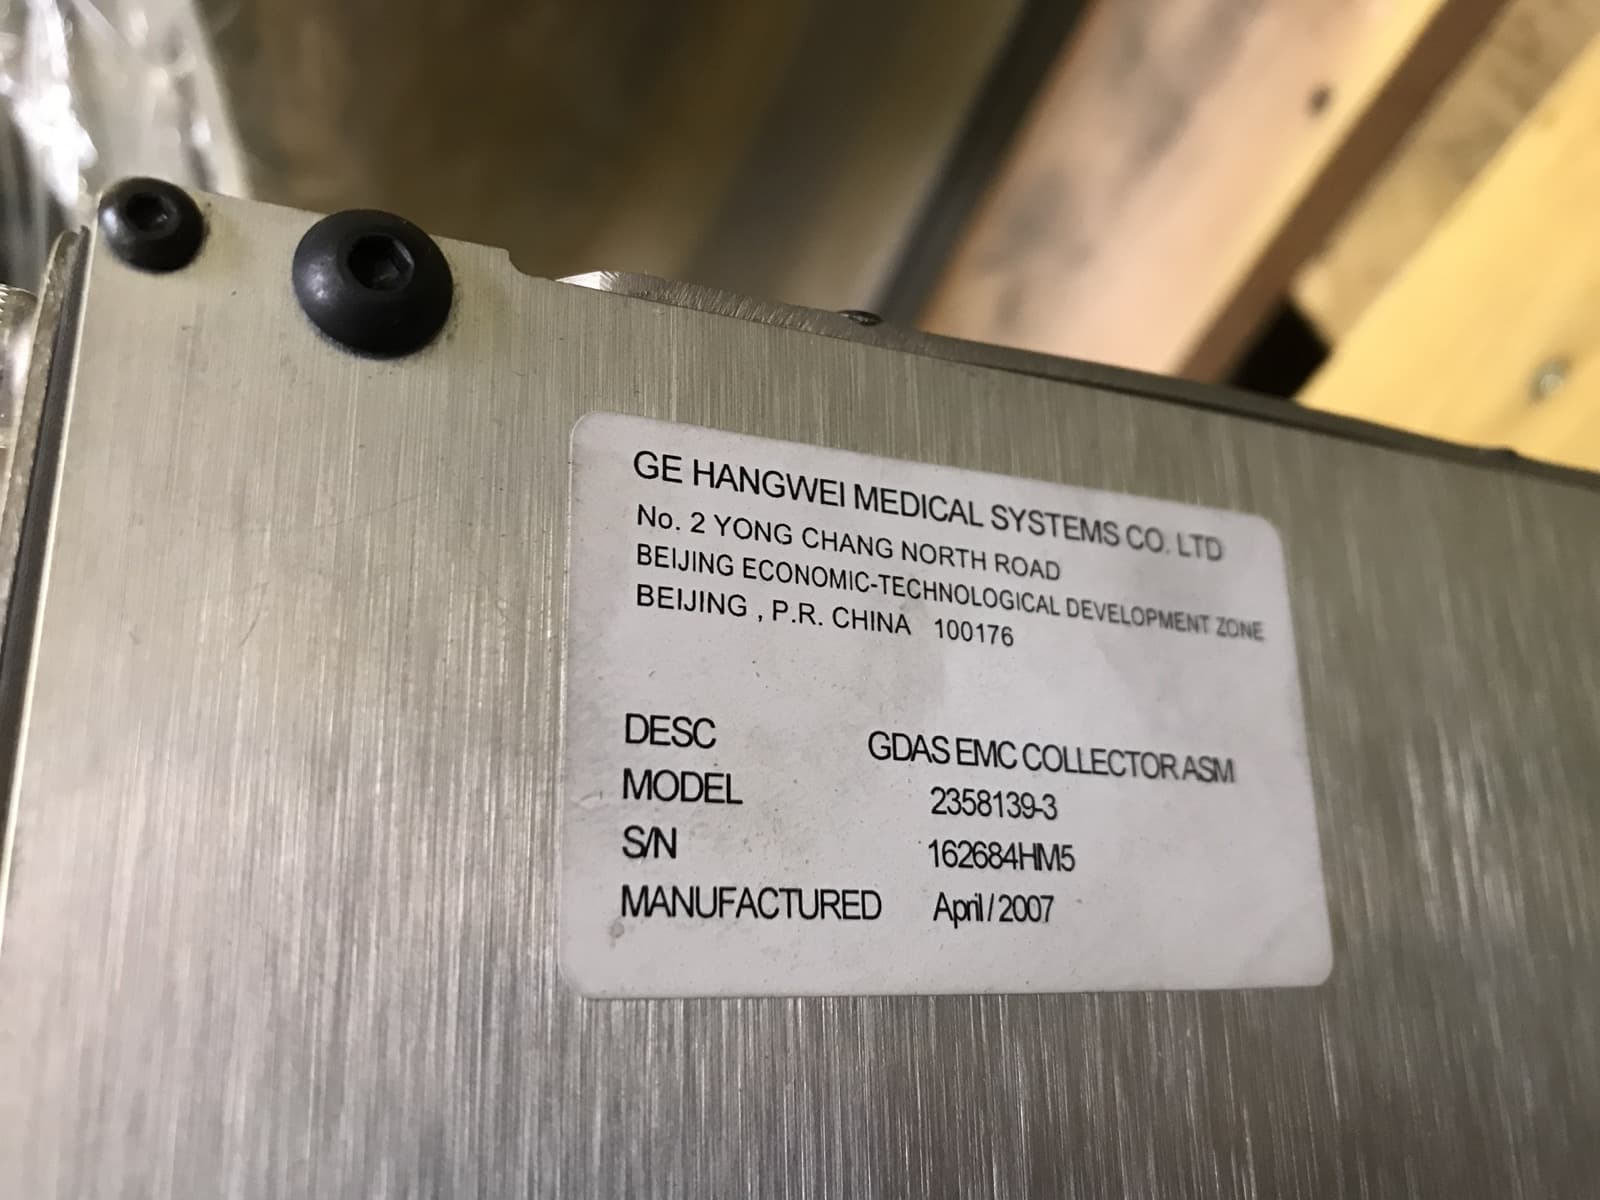 GE HANGWEI MEDICAL SYSTEMS CO. LTD
No. 2 YONG CHANG NORTH ROAD
BEIJING ECONOMIC-TECHNOLOGICAL DEVELOPMENT ZONE
BEIJING , P.R. CHINA 100176
DESC GDAS EMC COLLECTOR ASM
MODEL 2358139-3
S/N 162684HM5
MANUFACTURED April / 2007